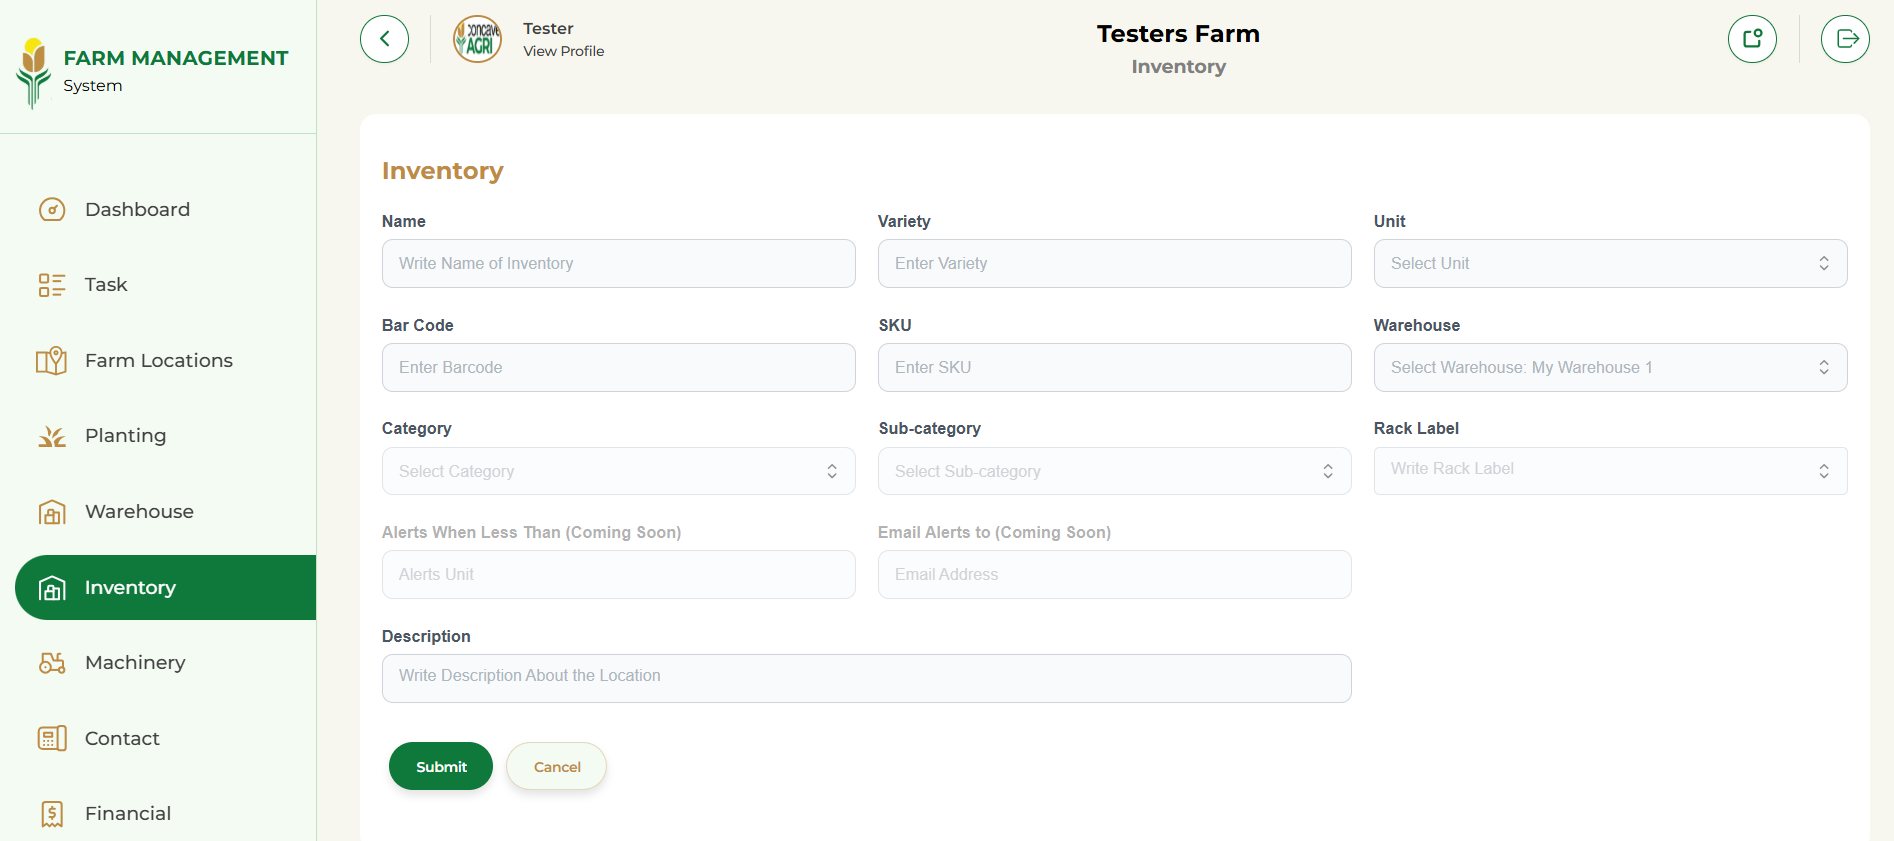 FARM MANAGEMENT
System
Dashboard
Task
Farm Locations
Planting
Warehouse
Inventory
Machinery
Contact
Financial
concave
AGRI
Tester
View Profile
Testers Farm
Inventory
Inventory
Name
Write Name of Inventory
Variety
Enter Variety
Unit
Select Unit
Bar Code
Enter Barcode
SKU
Enter SKU
Warehouse
Select Warehouse: My Warehouse 1
Category
Select Category
Sub-category
Select Sub-category
Rack Label
Write Rack Label
Alerts When Less Than (Coming Soon)
Alerts Unit
Email Alerts to (Coming Soon)
Email Address
Description
Write Description About the Location
Submit
Cancel